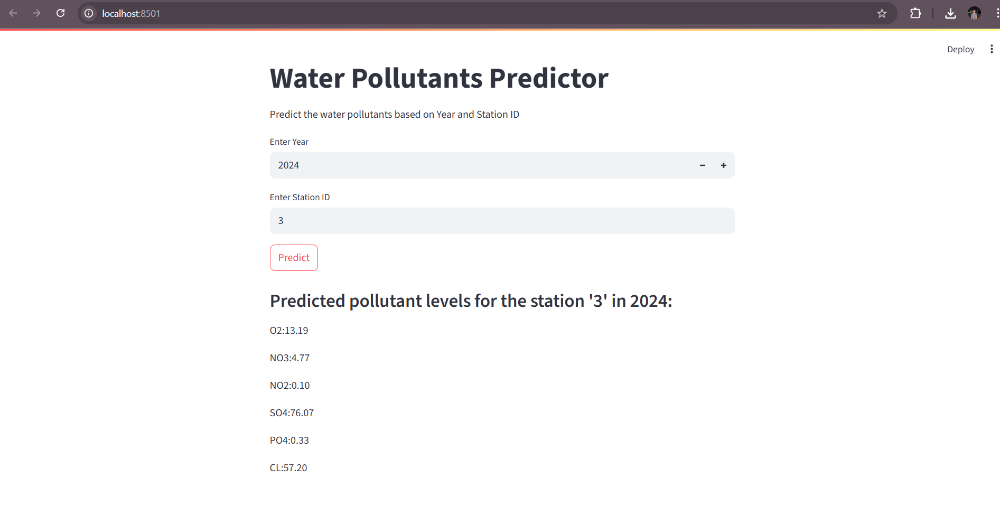 localhost:8501
Deploy
Water Pollutants Predictor
Predict the water pollutants based on Year and Station ID
Enter Year
2024
Enter Station ID
3
Predict
Predicted pollutant levels for the station '3' in 2024:
O2:13.19
NO3:4.77
NO2:0.10
SO4:76.07
PO4:0.33
CL:57.20